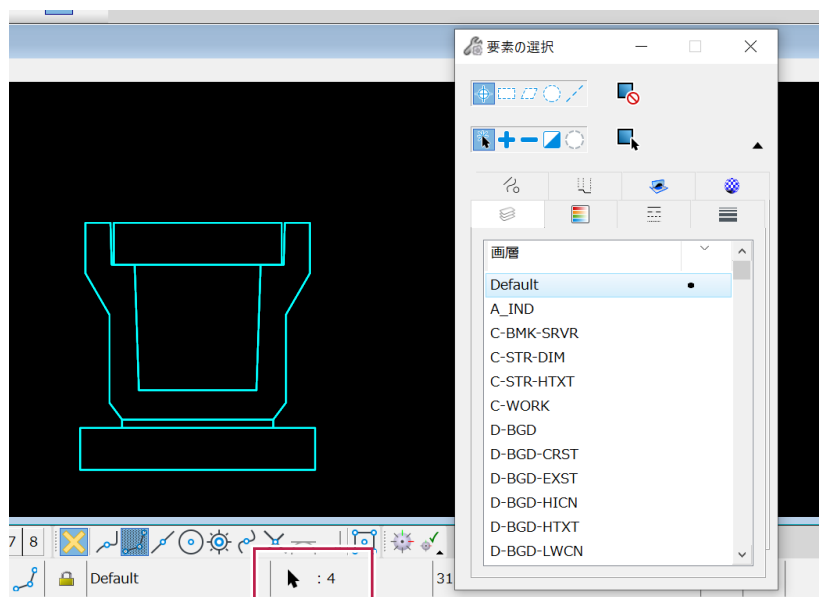 要素の選択
画層
Default
A_IND
C-BMK-SRVR
C-STR-DIM
C-STR-HTXT
C-WORK
D-BGD
D-BGD-CRST
D-BGD-EXST
D-BGD-HICN
D-BGD-HTXT
D-BGD-LWCN
7 8
Default
: 4
31